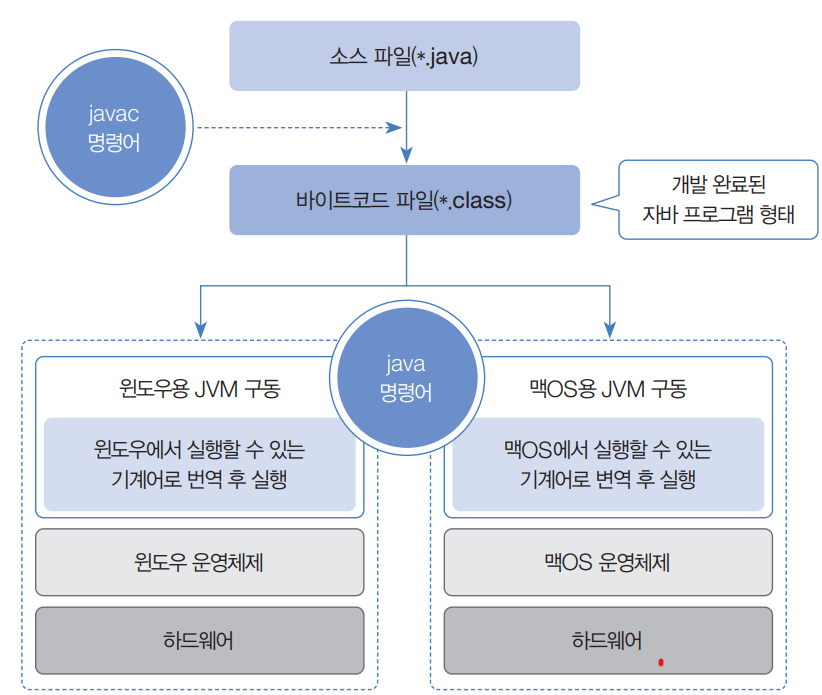 소스 파일(*.java)
javac
명령어
바이트코드 파일(*.class)
개발 완료된
자바 프로그램 형태
java
명령어
윈도우용 JVM 구동
윈도우에서 실행할 수 있는
기계어로 번역 후 실행
윈도우 운영체제
하드웨어
맥OS용 JVM 구동
맥OS에서 실행할 수 있는
기계어로 변역 후 실행
맥OS 운영체제
하드웨어